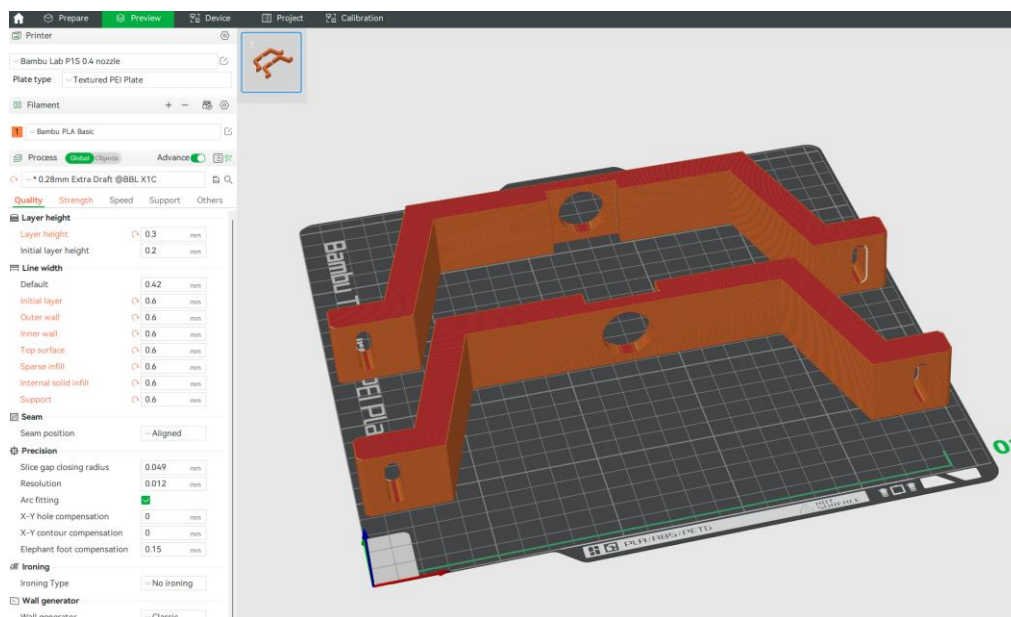 Prepare Preview Device Project Calibration
Printer
Bambu Lab P1S 0.4 nozzle
Plate type Textured PEI Plate
Filament
1 Bambu PLA Basic
Process Global Objects Advance
* 0.28mm Extra Draft @BBL X1C
Quality Strength Speed Support Others
Layer height
Layer height 0.3 mm
Initial layer height 0.2 mm
Line width
Default 0.42 mm
Initial layer 0.6 mm
Outer wall 0.6 mm
Inner wall 0.6 mm
Top surface 0.6 mm
Sparse infill 0.6 mm
Internal solid infill 0.6 mm
Support 0.6 mm
Seam
Seam position Aligned
Precision
Slice gap closing radius 0.049 mm
Resolution 0.012 mm
Arc fitting
X-Y hole compensation 0 mm
X-Y contour compensation 0 mm
Elephant foot compensation 0.15 mm
Ironing
Ironing Type No ironing
Wall generator
Wall generator Classic
1
Bambu T
PEI Pla
PLA/ABS/PETG
HOT SURFACE